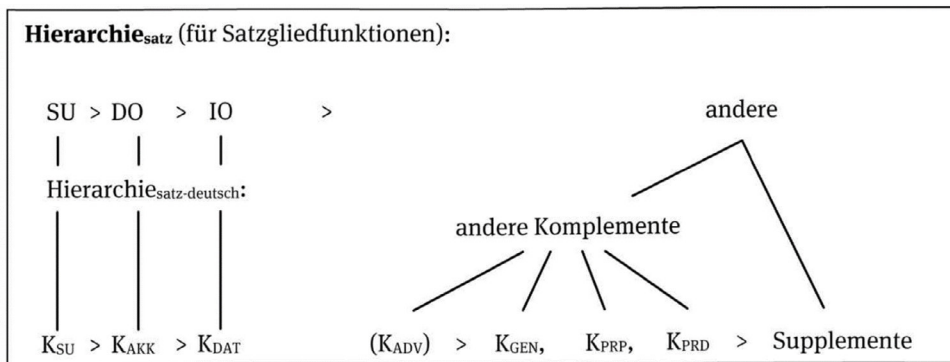 Hierarchiesatz (für Satzgliedfunktionen):
SU > DO > IO > andere
Hierarchiesatz-deutsch:
andere Komplemente
KSU > KAKK > KDAT (KADV) > KGEN, KPRP, KPRD > Supplemente